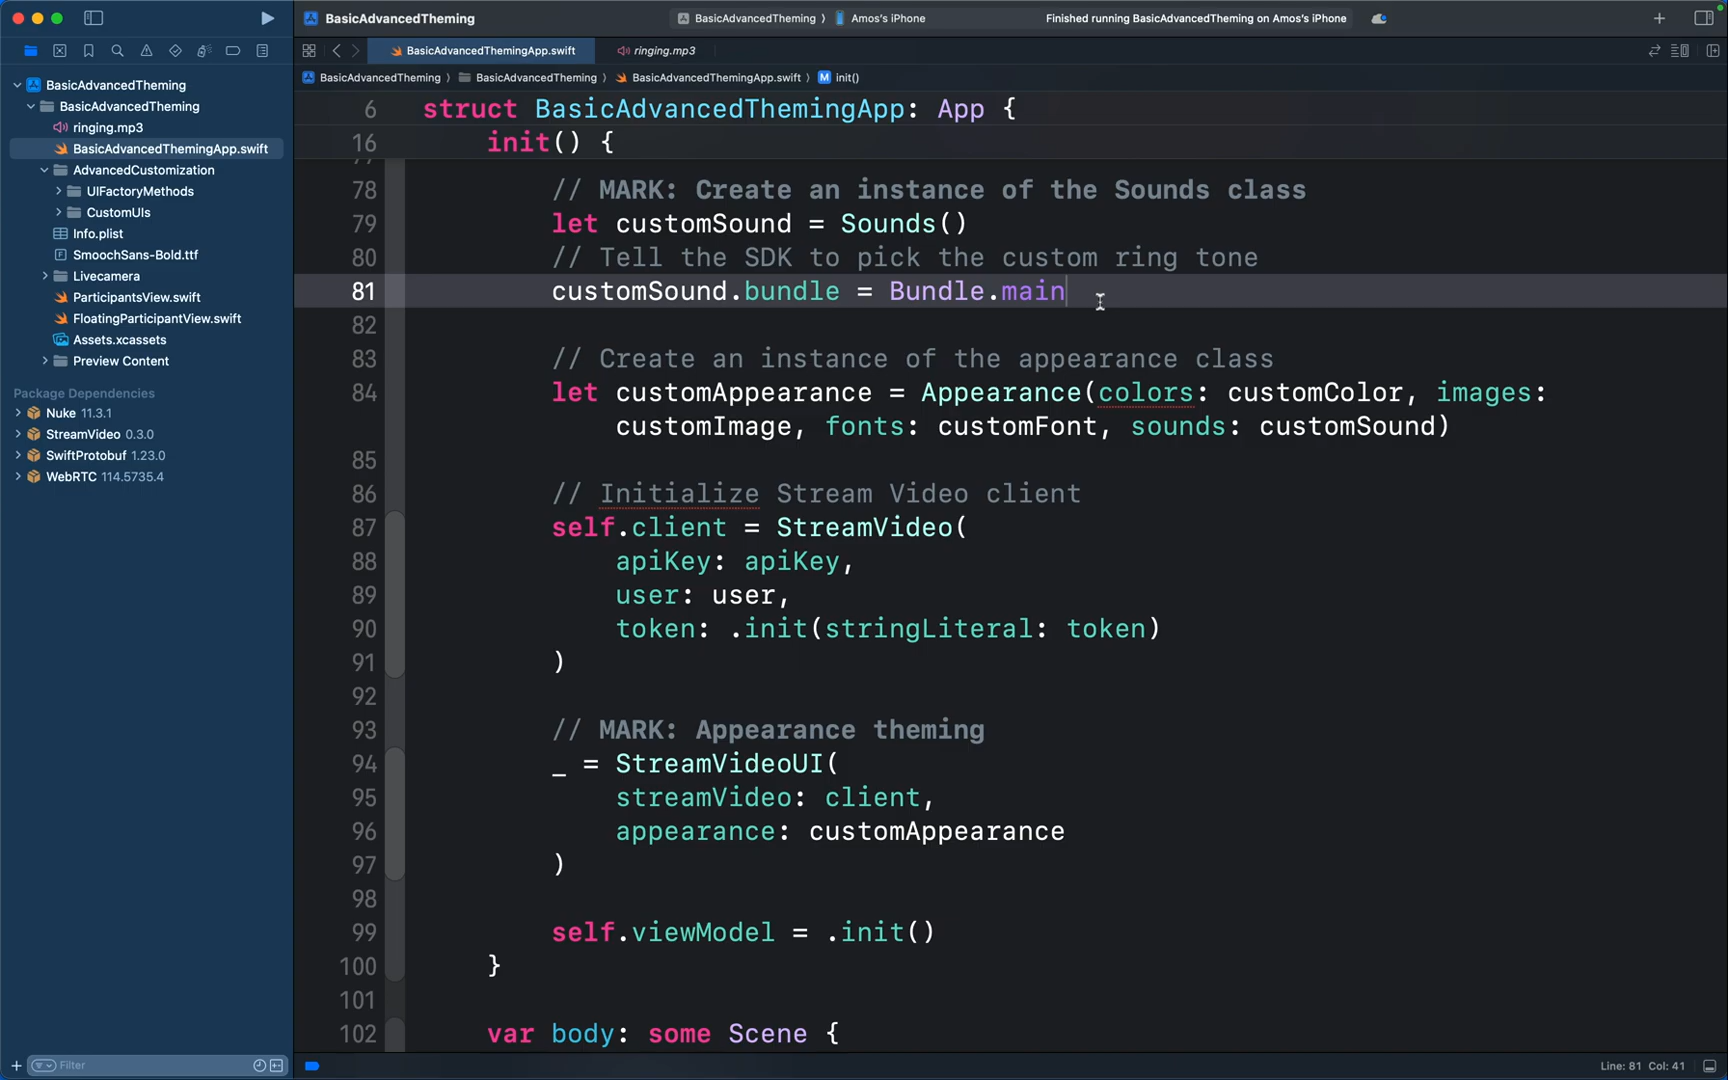 BasicAdvancedTheming
BasicAdvancedTheming 〉 Amos's iPhone
Finished running BasicAdvancedTheming on Amos's iPhone
BasicAdvancedThemingApp.swift
ringing.mp3
BasicAdvancedTheming 〉 BasicAdvancedTheming 〉 BasicAdvancedThemingApp.swift 〉 M init()
BasicAdvancedTheming
BasicAdvancedTheming
ringing.mp3
BasicAdvancedThemingApp.swift
AdvancedCustomization
UIFactoryMethods
CustomUIs
Info.plist
SmoochSans-Bold.ttf
Livecamera
ParticipantsView.swift
FloatingParticipantView.swift
Assets.xcassets
Preview Content
Package Dependencies
Nuke 11.3.1
StreamVideo 0.3.0
SwiftProtobuf 1.23.0
WebRTC 114.5735.4
Filter
6 struct BasicAdvancedThemingApp: App {
16 init() {
77
78 // MARK: Create an instance of the Sounds class
79 let customSound = Sounds()
80 // Tell the SDK to pick the custom ring tone
81 customSound.bundle = Bundle.main
82
83 // Create an instance of the appearance class
84 let customAppearance = Appearance(colors: customColor, images:
customImage, fonts: customFont, sounds: customSound)
85
86 // Initialize Stream Video client
87 self.client = StreamVideo(
88 apiKey: apiKey,
89 user: user,
90 token: .init(stringLiteral: token)
91 )
92
93 // MARK: Appearance theming
94 _ = StreamVideoUI(
95 streamVideo: client,
96 appearance: customAppearance
97 )
98
99 self.viewModel = .init()
100 }
101
102 var body: some Scene {
Line: 81 Col: 41